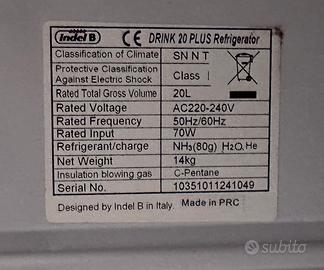 Indel B CE DRINK 20 PLUS Refrigerator
Classification of Climate SN N T
Protective Classification
Against Electric Shock Class I
Rated Total Gross Volume 20L
Rated Voltage AC220-240V
Rated Frequency 50Hz/60Hz
Rated Input 70W
Refrigerant/charge NH₃(80g) H₂O, He
Net Weight 14kg
Insulation blowing gas C-Pentane
Serial No. 10351011241049
Designed by Indel B in Italy. Made in PRC
subito